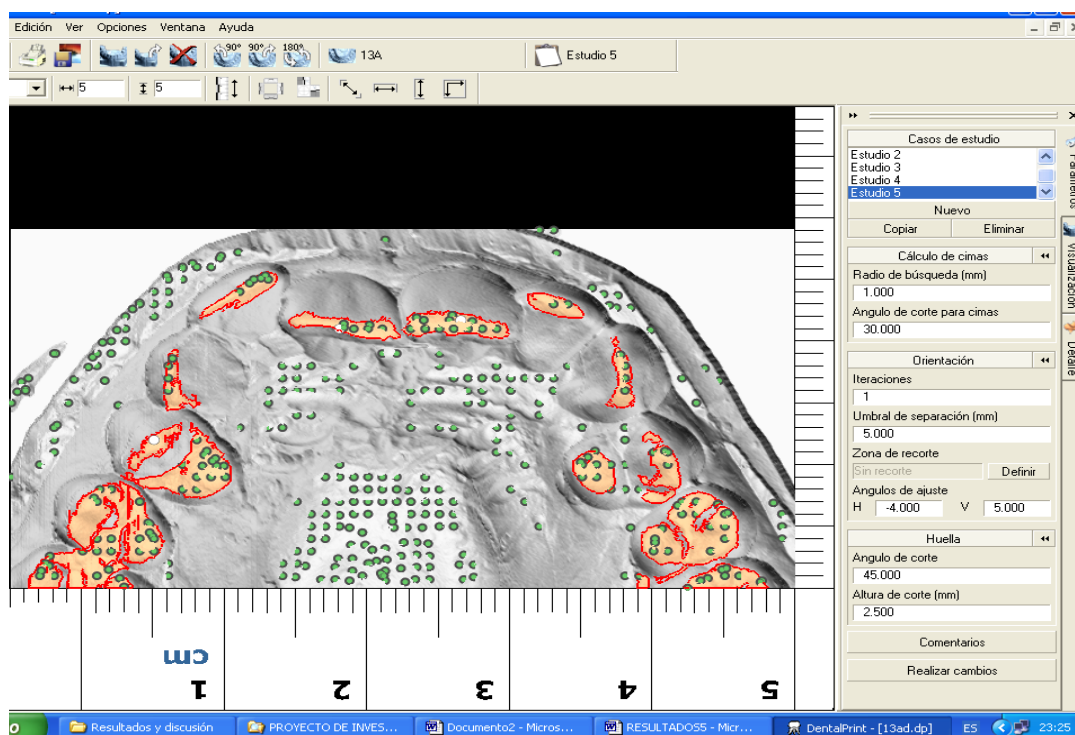 Edición Ver Opciones Ventana Ayuda
90° 90° 180° 13A Estudio 5
5 5
Casos de estudio
Estudio 2
Estudio 3
Estudio 4
Estudio 5
Nuevo
Copiar Eliminar
Cálculo de cimas
Radio de búsqueda (mm)
1.000
Angulo de corte para cimas
30.000
Orientación
Iteraciones
1
Umbral de separación (mm)
5.000
Zona de recorte
Sin recorte Definir
Angulos de ajuste
H -4.000 V 5.000
Huella
Angulo de corte
45.000
Altura de corte (mm)
2.500
Comentarios
Realizar cambios
Parámetros
Visualización
Detalle
cm
1 2 3 4 5
Resultados y discusión PROYECTO DE INVES... Documento2 - Micros... RESULTADOS5 - Micr... DentalPrint - [13ad.dp] ES 23:25